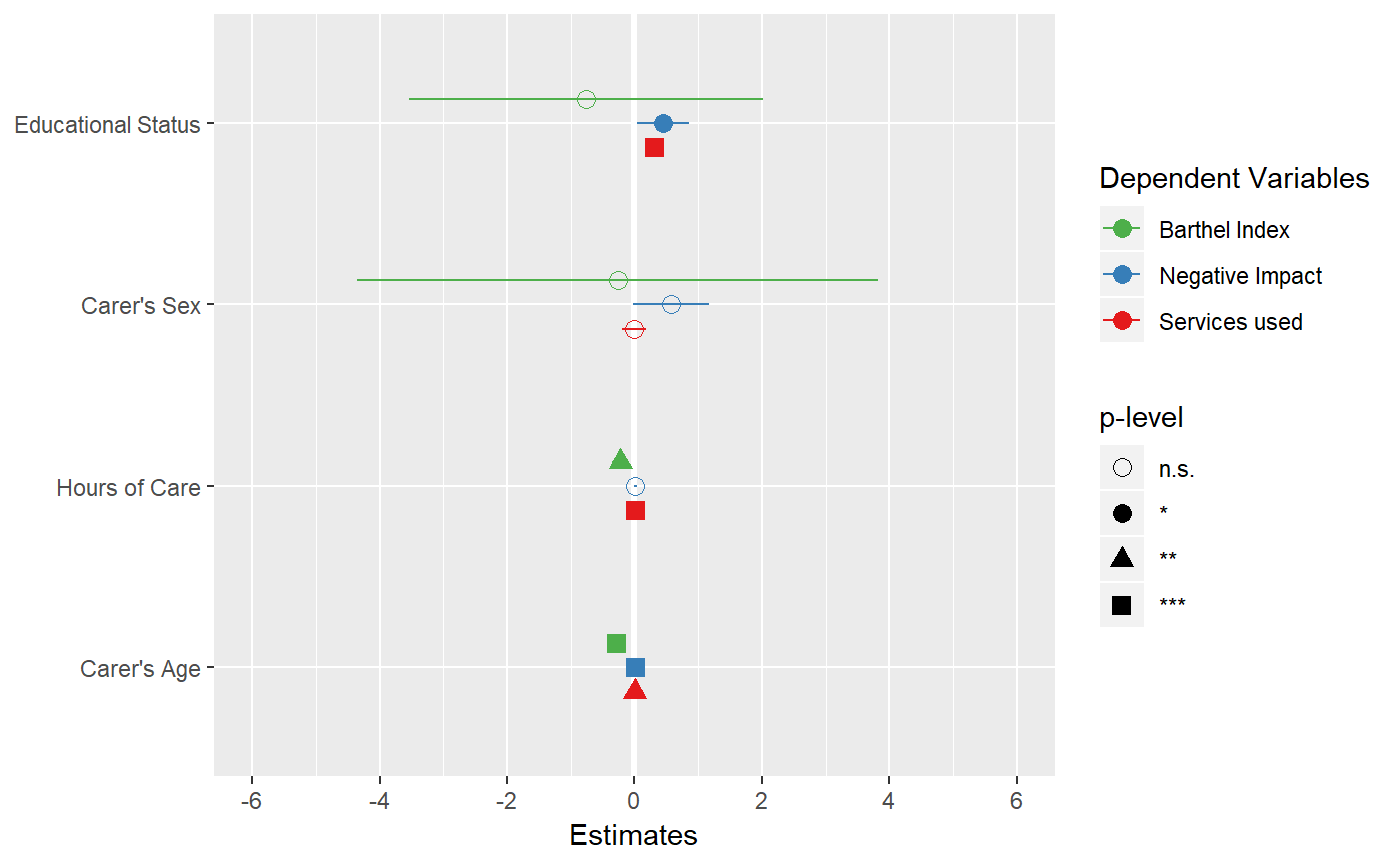 Educational Status
Carer's Sex
Hours of Care
Carer's Age
-6 -4 -2 0 2 4 6
Estimates
Dependent Variables
Barthel Index
Negative Impact
Services used
p-level
n.s.
*
**
***